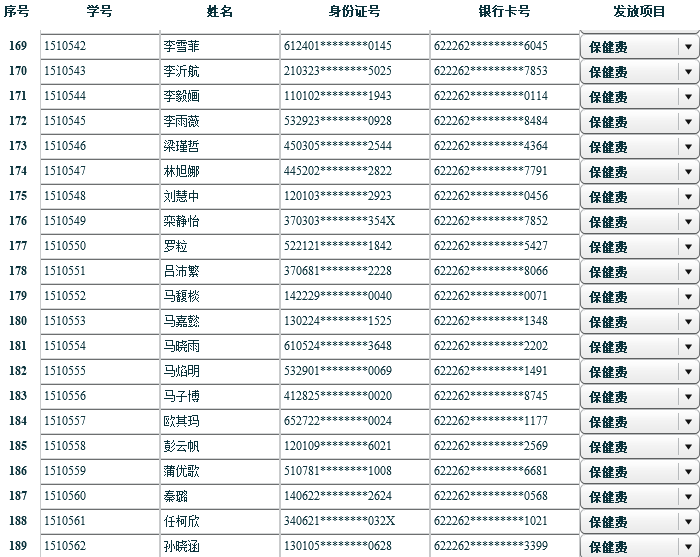 序号 学号 姓名 身份证号 银行卡号 发放项目
169 1510542 李雪菲 612401********0145 622262*********6045 保健费
170 1510543 李沂航 210323********5025 622262*********7853 保健费
171 1510544 李毅婳 110102********1943 622262*********0114 保健费
172 1510545 李雨薇 532923********0928 622262*********8484 保健费
173 1510546 梁瑾哲 450305********2544 622262*********4364 保健费
174 1510547 林旭娜 445202********2822 622262*********7791 保健费
175 1510548 刘慧中 120103********2923 622262*********0456 保健费
176 1510549 栾静怡 370303********354X 622262*********7852 保健费
177 1510550 罗粒 522121********1842 622262*********5427 保健费
178 1510551 吕沛繁 370681********2228 622262*********8066 保健费
179 1510552 马馥棪 142229********0040 622262*********0071 保健费
180 1510553 马嘉懿 130224********1525 622262*********1348 保健费
181 1510554 马晓雨 610524********3648 622262*********2202 保健费
182 1510555 马焰明 532901********0069 622262*********1491 保健费
183 1510556 马子博 412825********0020 622262*********8745 保健费
184 1510557 欧其玛 652722********0024 622262*********1177 保健费
185 1510558 彭云帆 120109********6021 622262*********2569 保健费
186 1510559 蒲优歌 510781********1008 622262*********6681 保健费
187 1510560 秦璐 140622********2624 622262*********0568 保健费
188 1510561 任柯欣 340621********032X 622262*********1021 保健费
189 1510562 孙晓涵 130105********0628 622262*********3399 保健费